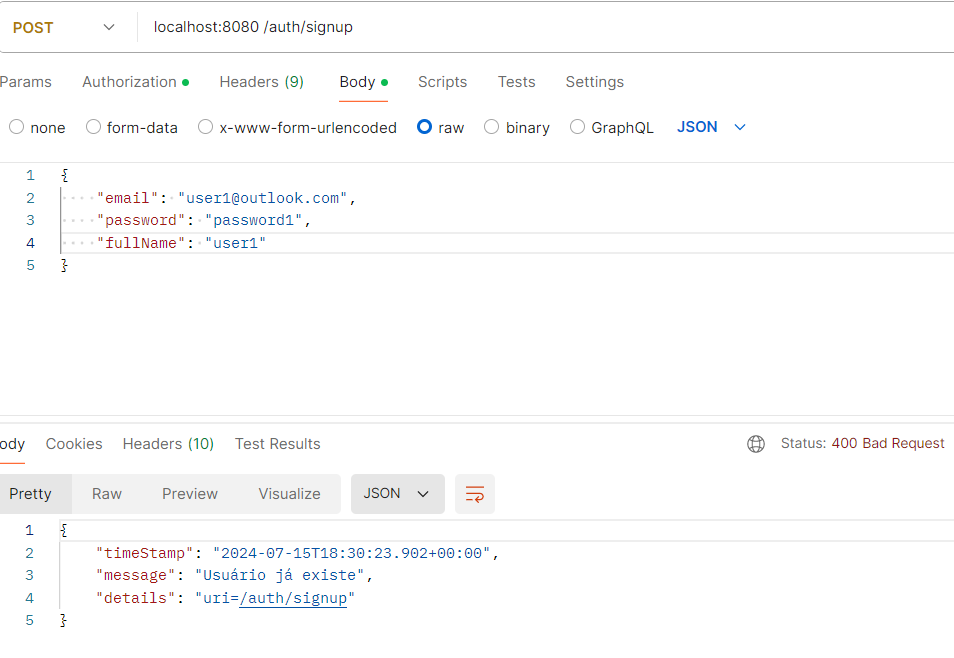 POST localhost:8080 /auth/signup
Params Authorization Headers (9) Body Scripts Tests Settings
none form-data x-www-form-urlencoded raw binary GraphQL JSON
1 {
2 "email": "user1@outlook.com",
3 "password": "password1",
4 "fullName": "user1"
5 }
ody Cookies Headers (10) Test Results Status: 400 Bad Request
Pretty Raw Preview Visualize JSON
1 {
2 "timeStamp": "2024-07-15T18:30:23.902+00:00",
3 "message": "Usuário já existe",
4 "details": "uri=/auth/signup"
5 }